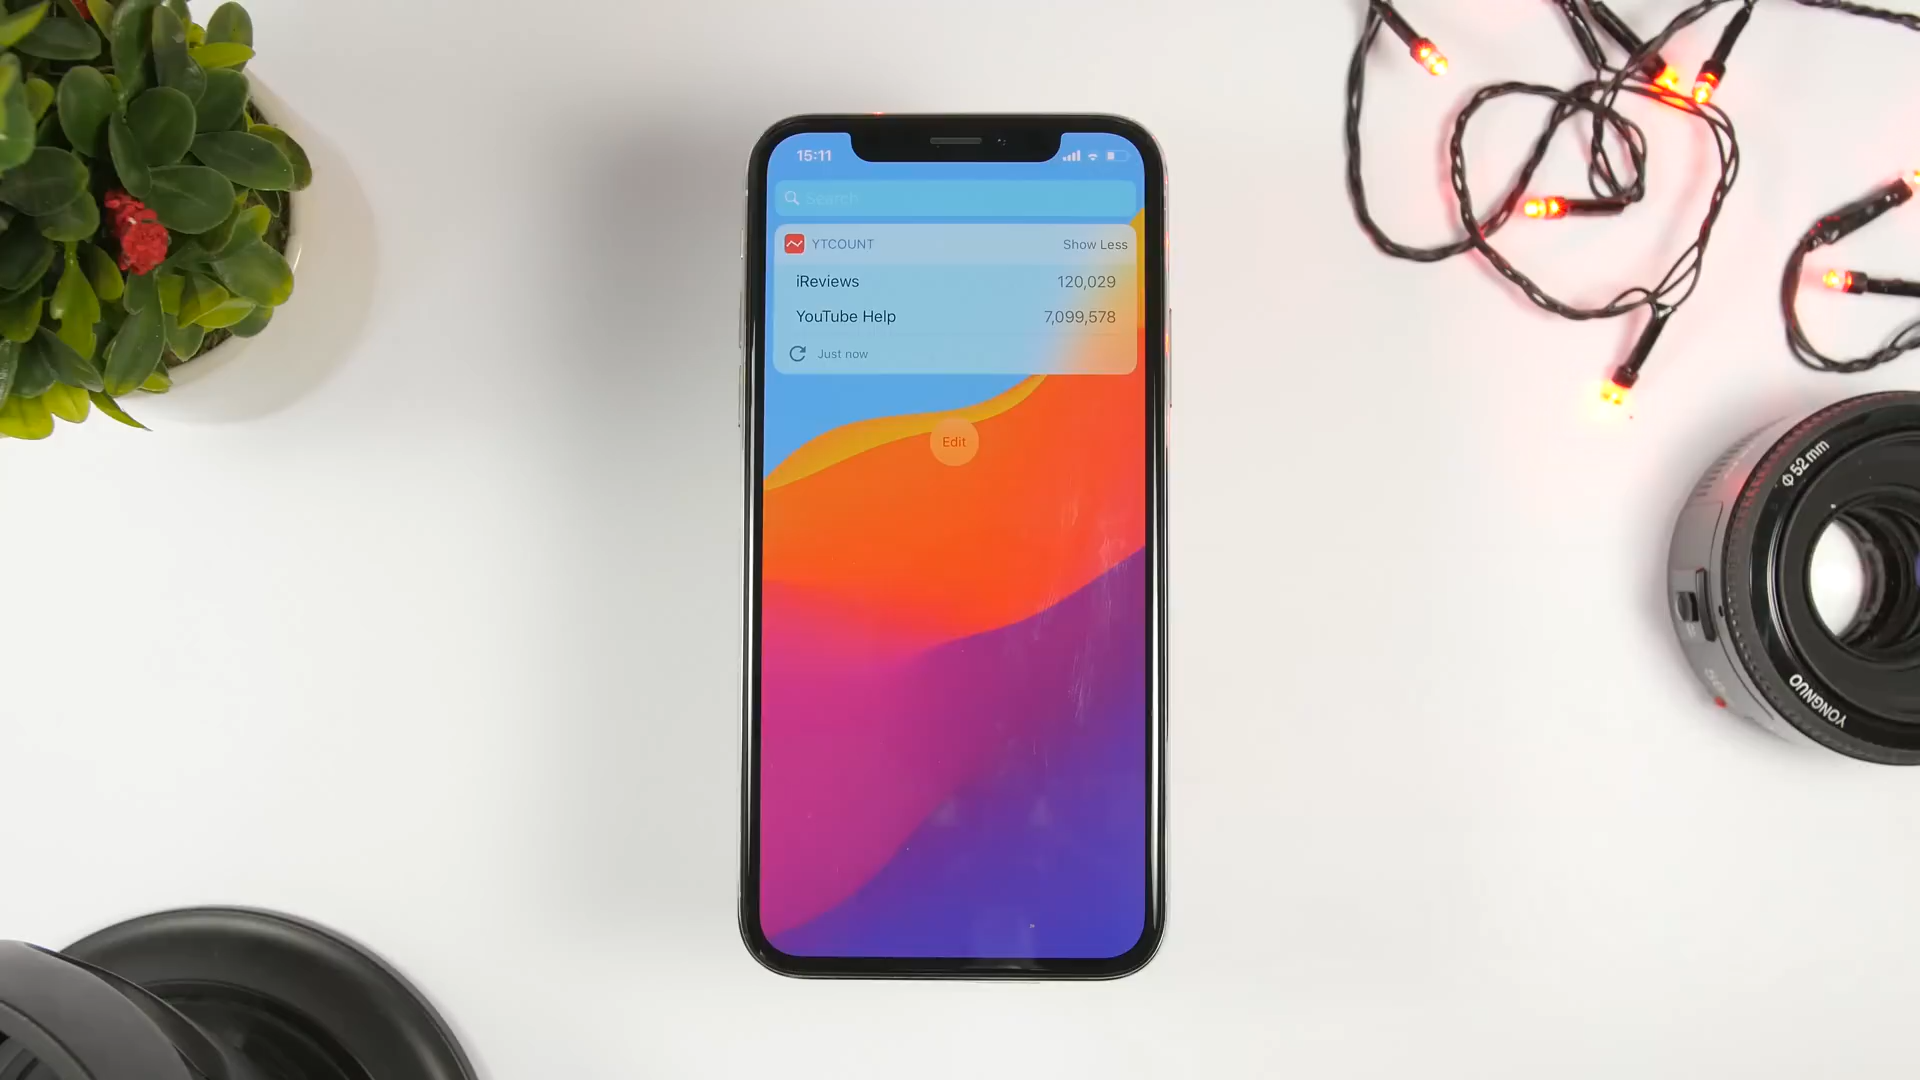 15:11
Search
YTCOUNT Show Less
iReviews 120,029
YouTube Help 7,099,578
Just now
Edit
Φ 52 mm
YONGNUO